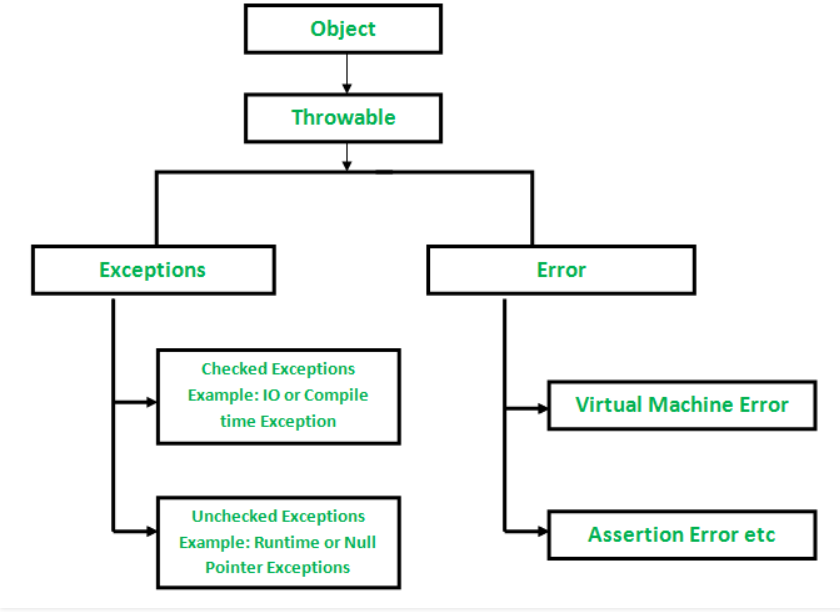 Object
Throwable
Exceptions
Error
Checked Exceptions
Example: IO or Compile
time Exception
Virtual Machine Error
Unchecked Exceptions
Example: Runtime or Null
Pointer Exceptions
Assertion Error etc